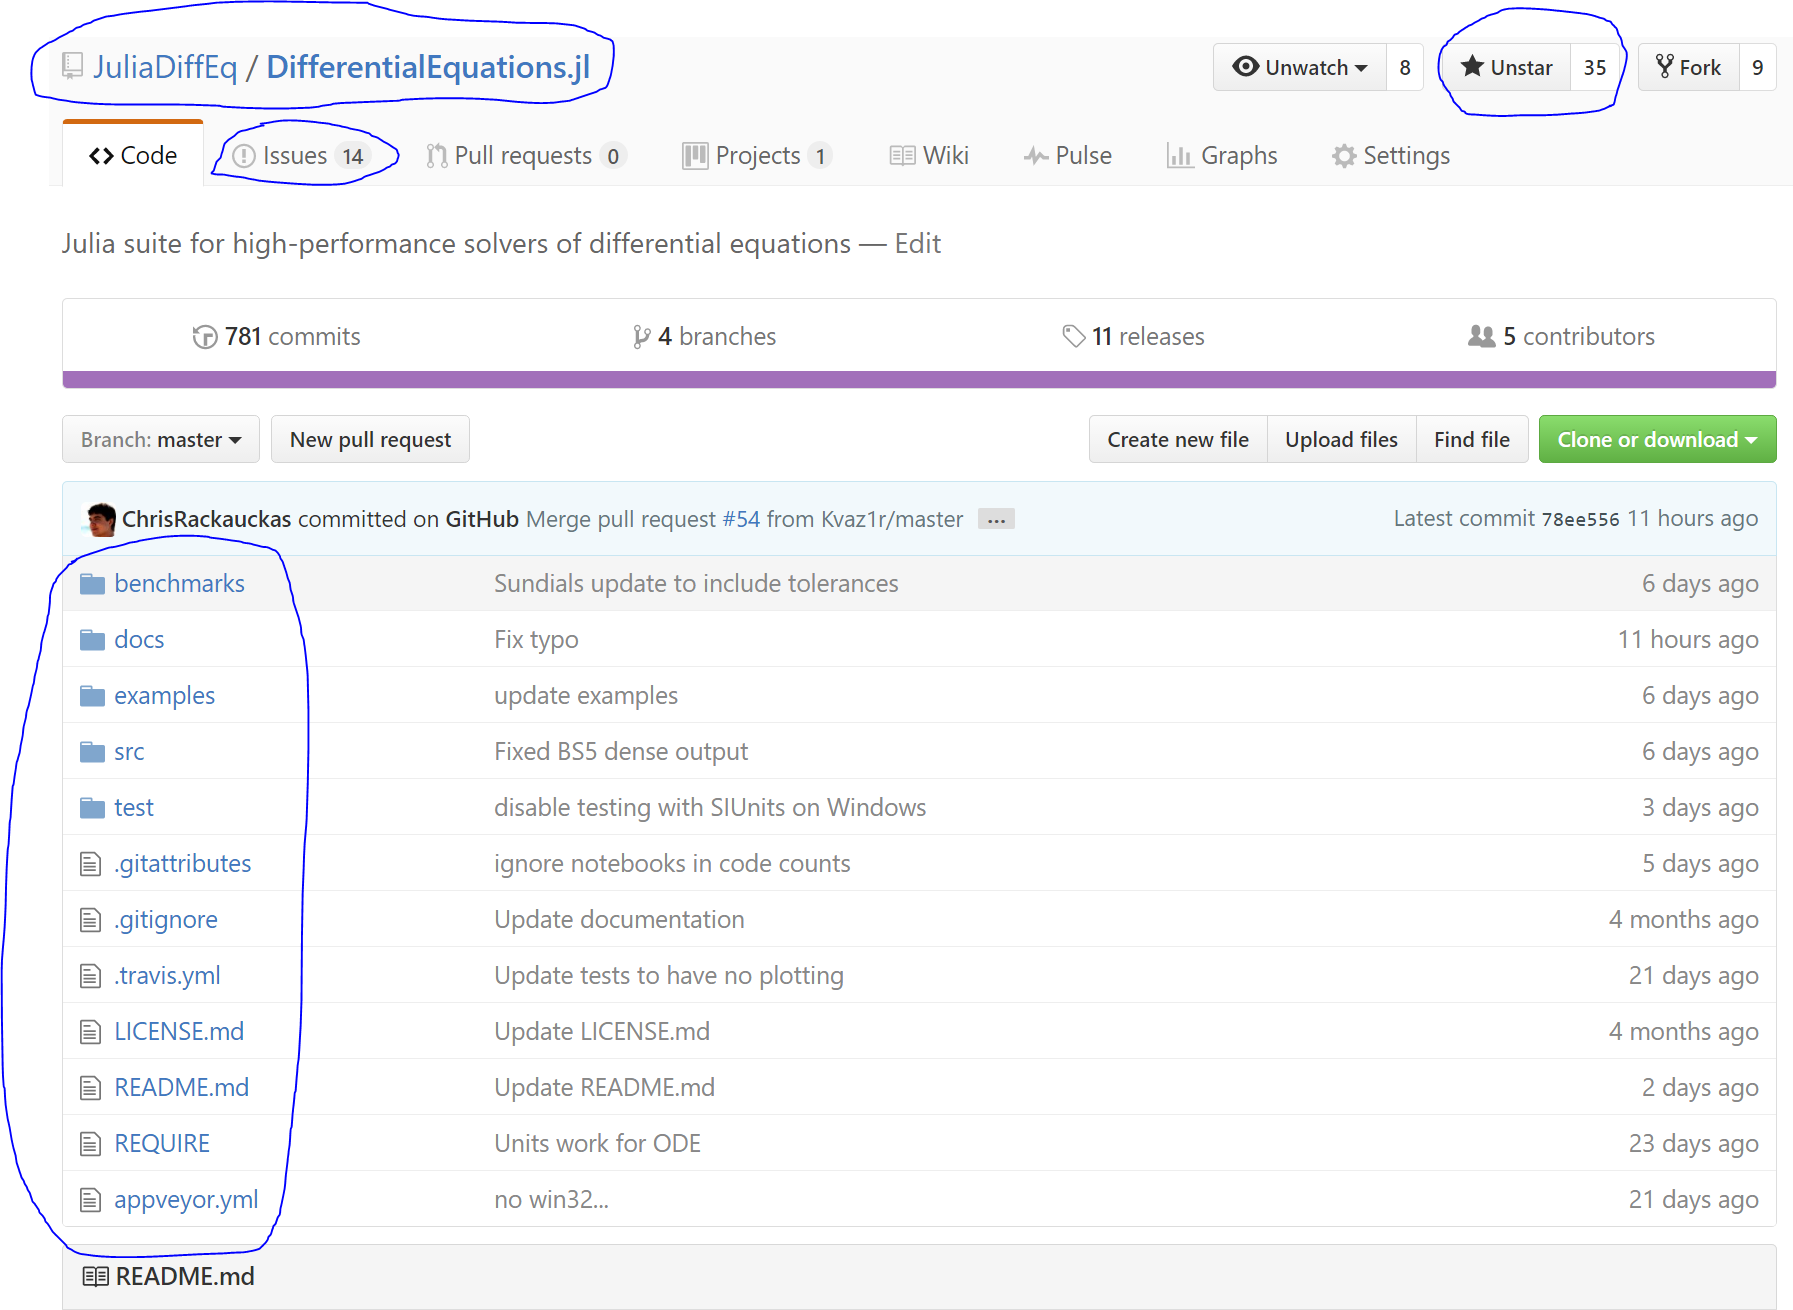 JuliaDiffEq / DifferentialEquations.jl Unwatch 8 Unstar 35 Fork 9
Code Issues 14 Pull requests 0 Projects 1 Wiki Pulse Graphs Settings
Julia suite for high-performance solvers of differential equations — Edit
781 commits 4 branches 11 releases 5 contributors
Branch: master New pull request Create new file Upload files Find file Clone or download
ChrisRackauckas committed on GitHub Merge pull request #54 from Kvaz1r/master ... Latest commit 78ee556 11 hours ago
benchmarks Sundials update to include tolerances 6 days ago
docs Fix typo 11 hours ago
examples update examples 6 days ago
src Fixed BS5 dense output 6 days ago
test disable testing with SIUnits on Windows 3 days ago
.gitattributes ignore notebooks in code counts 5 days ago
.gitignore Update documentation 4 months ago
.travis.yml Update tests to have no plotting 21 days ago
LICENSE.md Update LICENSE.md 4 months ago
README.md Update README.md 2 days ago
REQUIRE Units work for ODE 23 days ago
appveyor.yml no win32... 21 days ago
README.md